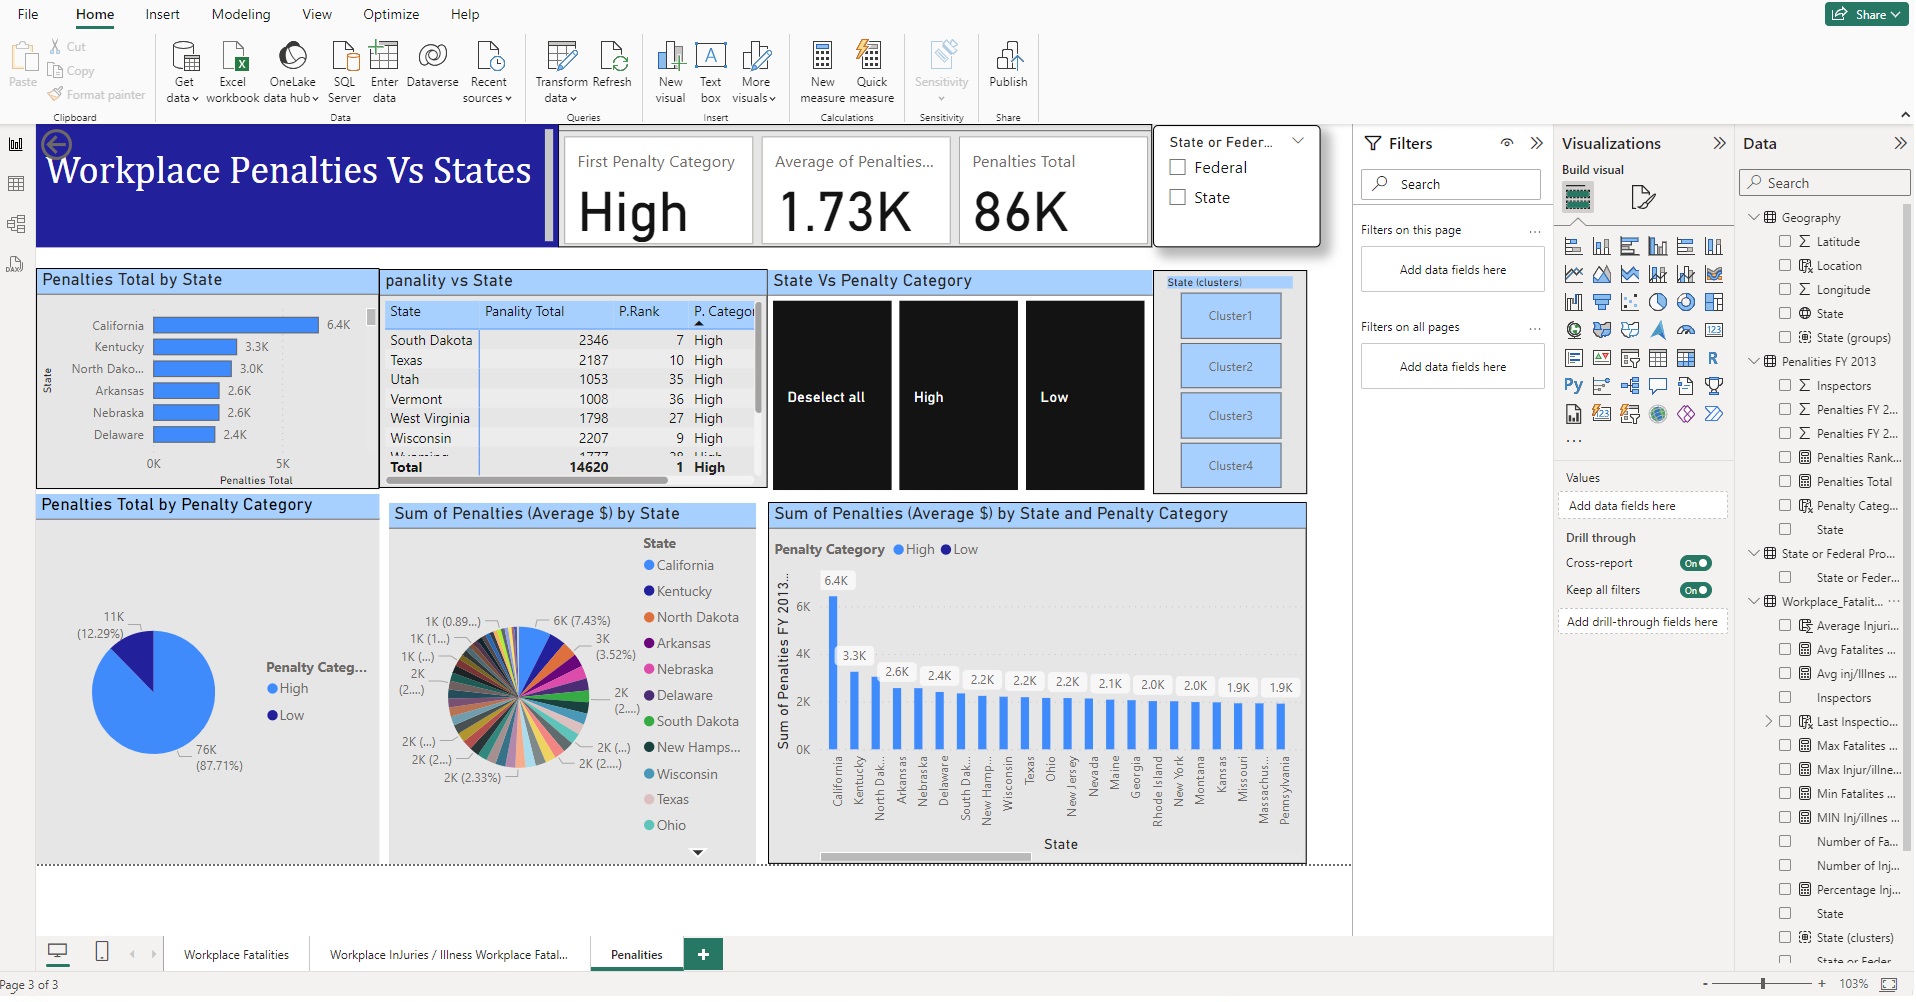 File Home Insert Modeling View Optimize Help
Share
Paste
Cut
Copy
Format painter
Clipboard
Get data
Excel workbook
OneLake data hub
SQL Server
Enter data
Dataverse
Recent sources
Data
Transform data
Refresh
Queries
New visual
Text box
More visuals
Insert
New measure
Quick measure
Calculations
Sensitivity
Sensitivity
Publish
Share
Workplace Penalties Vs States
First Penalty Category
High
Average of Penalties...
1.73K
Penalties Total
86K
State or Feder...
Federal
State
Penalties Total by State
State
California 6.4K
Kentucky 3.3K
North Dako... 3.0K
Arkansas 2.6K
Nebraska 2.6K
Delaware 2.4K
0K 5K
Penalties Total
panality vs State
State Panality Total P.Rank P. Categor
South Dakota 2346 7 High
Texas 2187 10 High
Utah 1053 35 High
Vermont 1008 36 High
West Virginia 1798 27 High
Wisconsin 2207 9 High
Total 14620 1 High
State Vs Penalty Category
Deselect all
High
Low
State (clusters)
Cluster1
Cluster2
Cluster3
Cluster4
Penalties Total by Penalty Category
11K
(12.29%)
76K
(87.71%)
Penalty Categ...
High
Low
Sum of Penalties (Average $) by State
6K (7.43%)
3K
(3.52%)
2K
(2....)
2K (...)
2K (2....)
2K (2.33%)
2K (2...)
2K (...)
2K
(2....)
1K (...)
1K (1...)
1K (0.89...)
State
California
Kentucky
North Dakota
Arkansas
Nebraska
Delaware
South Dakota
New Hamps...
Wisconsin
Texas
Ohio
Sum of Penalties (Average $) by State and Penalty Category
Penalty Category High Low
Sum of Penalties FY 2013...
6K
4K
2K
0K
6.4K
3.3K
2.6K
2.4K
2.2K
2.2K
2.2K
2.1K
2.0K
2.0K
1.9K
1.9K
California
Kentucky
North Dak...
Arkansas
Nebraska
Delaware
South Dak...
New Hamp...
Wisconsin
Texas
Ohio
New Jersey
Nevada
Maine
Georgia
Rhode Island
New York
Montana
Kansas
Missouri
Massachus...
Pennsylvania
State
Filters
Search
Filters on this page ...
Add data fields here
Filters on all pages ...
Add data fields here
Visualizations
Build visual
Values
Add data fields here
Drill through
Cross-report On
Keep all filters On
Add drill-through fields here
Data
Search
Geography
Latitude
Location
Longitude
State
State (groups)
Penalities FY 2013
Inspectors
Penalties FY 2...
Penalties FY 2...
Penalties Rank...
Penalties Total
Penalty Categ...
State
State or Federal Pro...
State or Feder...
Workplace_Fatalit... ...
Average Injuri...
Avg Fatalites ...
Avg inj/Illnes ...
Inspectors
Last Inspectio...
Max Fatalites ...
Max Injur/illne...
Min Fatalites ...
MIN Inj/illnes ...
Number of Fa...
Number of Inj...
Percentage Inj...
State
State (clusters)
State or Feder
Workplace Fatalities
Workplace InJuries / Illness Workplace Fatal...
Penalities
Page 3 of 3
103%